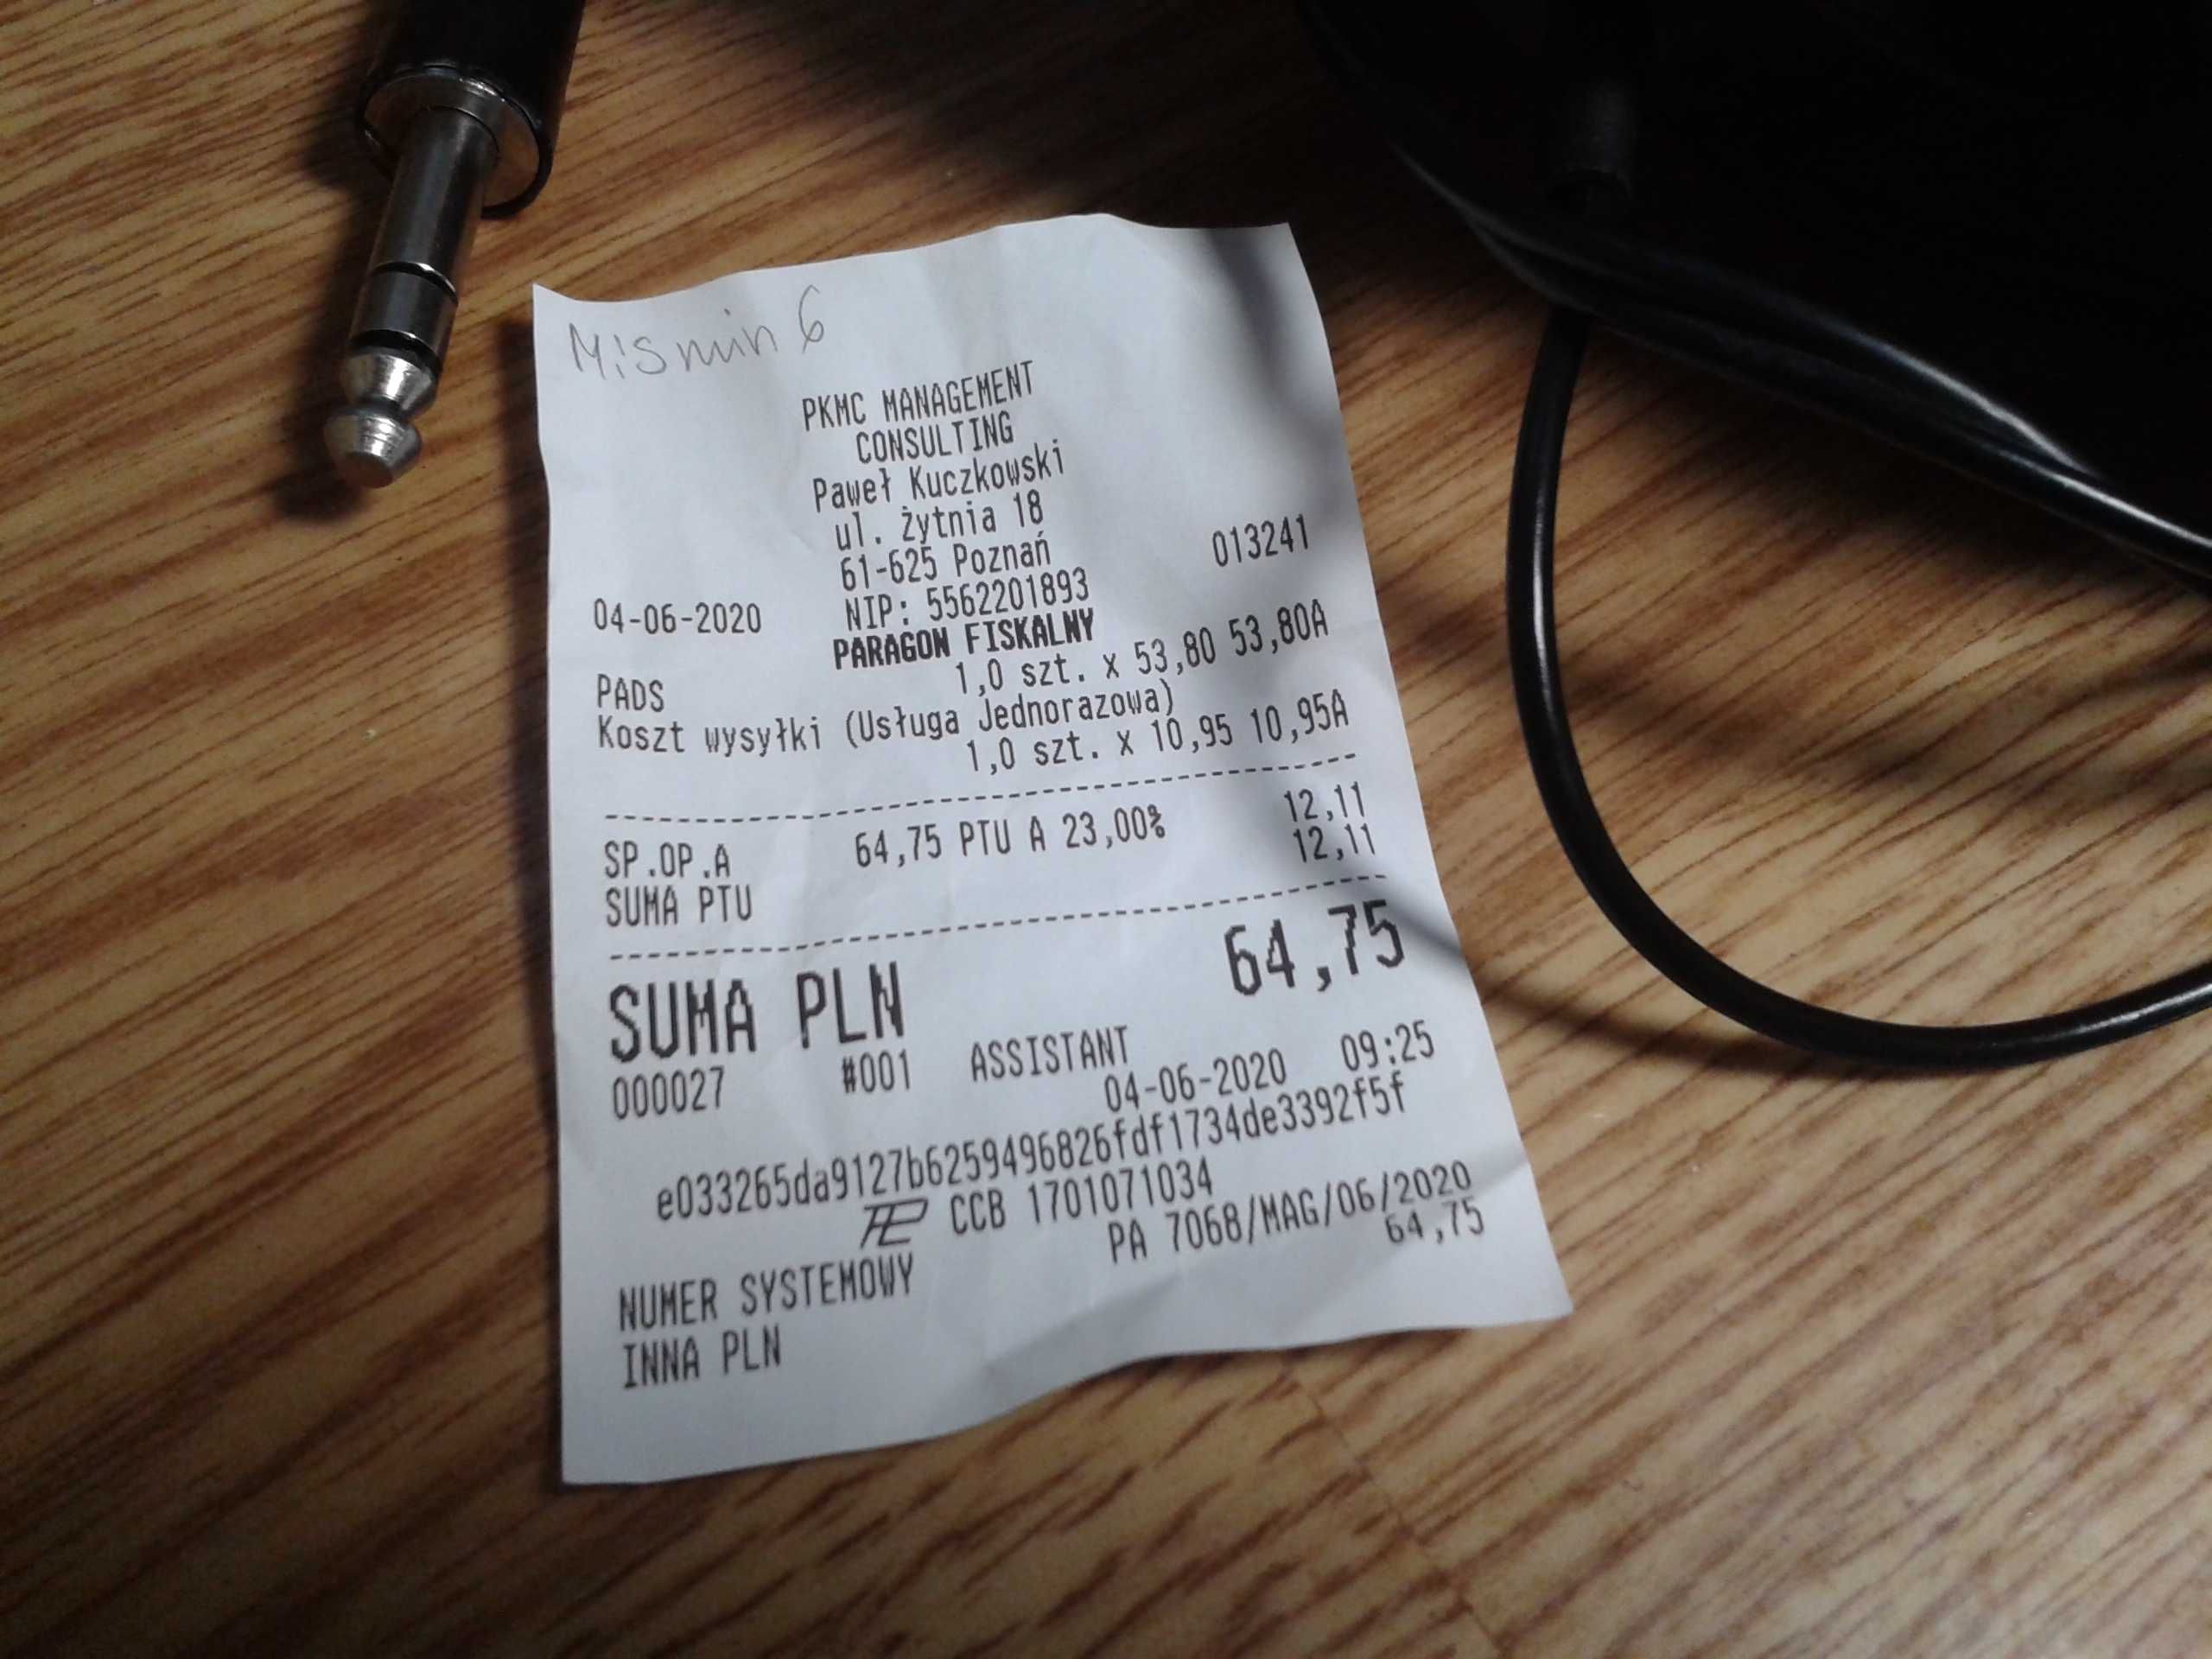 Mismin 6
PKMC MANAGEMENT
CONSULTING
Paweł Kuczkowski
ul. Żytnia 18
61-625 Poznań
NIP: 5562201893
04-06-2020 013241
PARAGON FISKALNY
PADS 1,0 szt. x 53,80 53,80A
Koszt wysyłki (Usługa Jednorazowa)
1,0 szt. x 10,95 10,95A
SP.OP.A 64,75 PTU A 23,00% 12,11
SUMA PTU 12,11
SUMA PLN 64,75
000027 #001 ASSISTANT
04-06-2020 09:25
e033265da9127b6259496826fdf1734de3392f5f
CCB 1701071034
NUMER SYSTEMOWY PA 7068/MAG/06/2020
INNA PLN 64,75